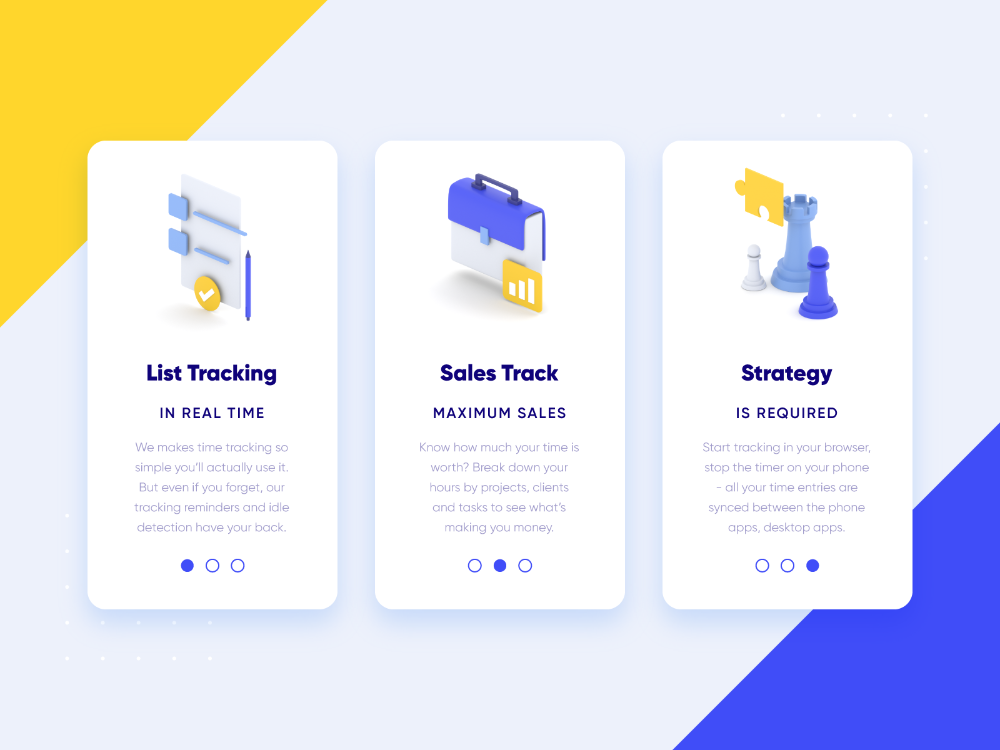 List Tracking
IN REAL TIME
We makes time tracking so
simple you'll actually use it.
But even if you forget, our
tracking reminders and idle
detection have your back.
Sales Track
MAXIMUM SALES
Know how much your time is
worth? Break down your
hours by projects, clients
and tasks to see what's
making you money.
Strategy
IS REQUIRED
Start tracking in your browser,
stop the timer on your phone
- all your time entries are
synced between the phone
apps, desktop apps.